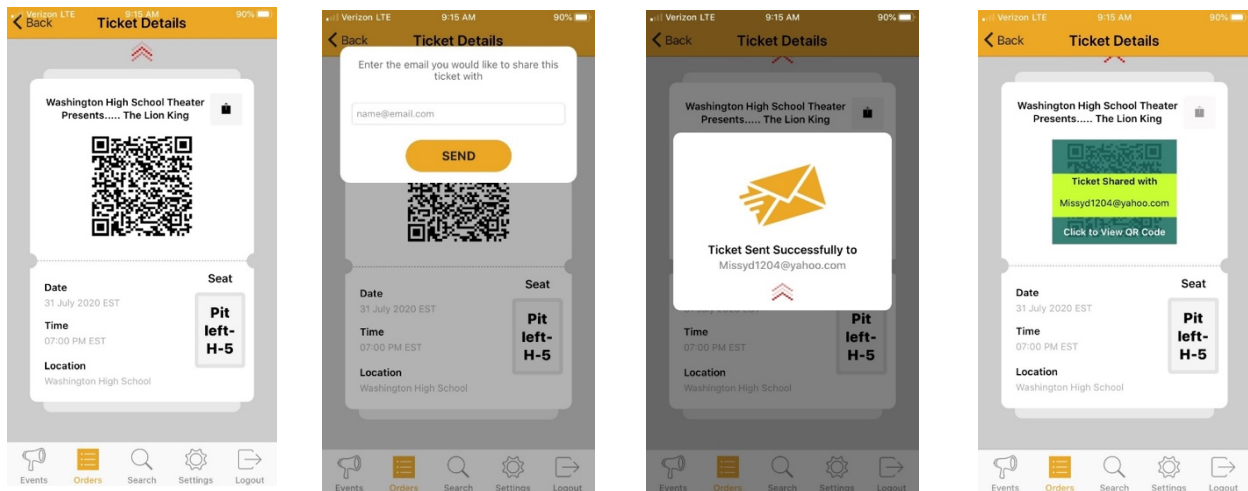 Verizon LTE 9:15 AM 90%
Back Ticket Details
Washington High School Theater
Presents..... The Lion King
Date
31 July 2020 EST
Time
07:00 PM EST
Location
Washington High School
Seat
Pit
left-
H-5
Events Orders Search Settings Logout
Verizon LTE 9:15 AM 90%
Back Ticket Details
Enter the email you would like to share this
ticket with
name@email.com
SEND
Date
31 July 2020 EST
Time
07:00 PM EST
Location
Washington High School
Seat
Pit
left-
H-5
Events Orders Search Settings Logout
Verizon LTE 9:15 AM 90%
Back Ticket Details
Washington High School Theater
Presents..... The Lion King
Ticket Sent Successfully to
Missyd1204@yahoo.com
Time
07:00 PM EST
Location
Washington High School
Pit
left-
H-5
Events Orders Search Settings Logout
Verizon LTE 9:15 AM 90%
Back Ticket Details
Washington High School Theater
Presents..... The Lion King
Ticket Shared with
Missyd1204@yahoo.com
Click to View QR Code
Date
31 July 2020 EST
Time
07:00 PM EST
Location
Washington High School
Seat
Pit
left-
H-5
Events Orders Search Settings Logout